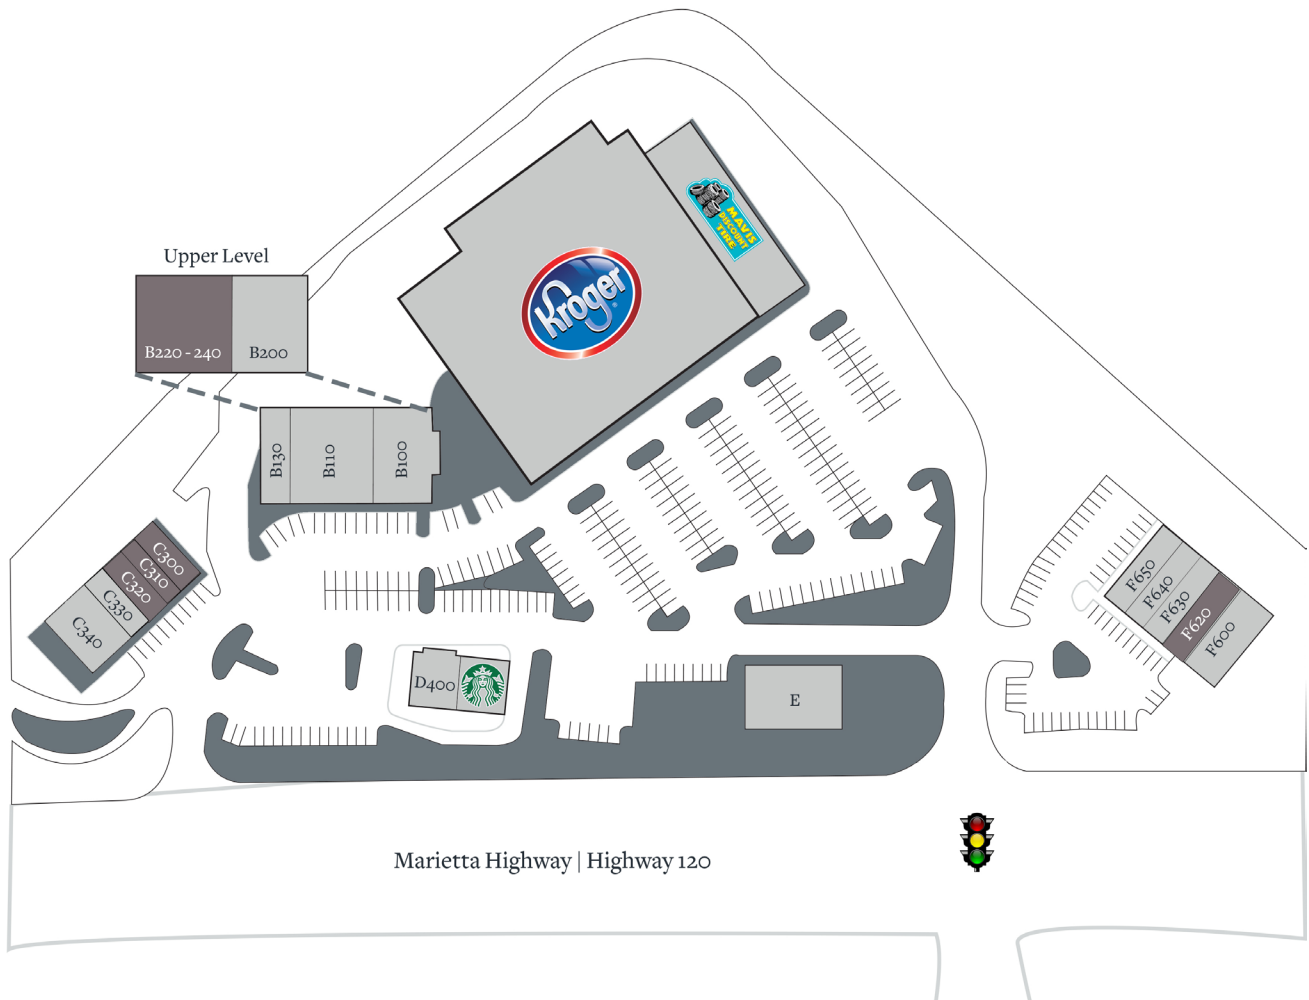 MAVIS
DISCOUNT
TIRE
Kroger
®
Upper Level
B220 - 240
B200
B130
B110
B100
C300
C310
C320
C330
C340
F650
F640
F630
F620
F600
D400
E
Marietta Highway | Highway 120